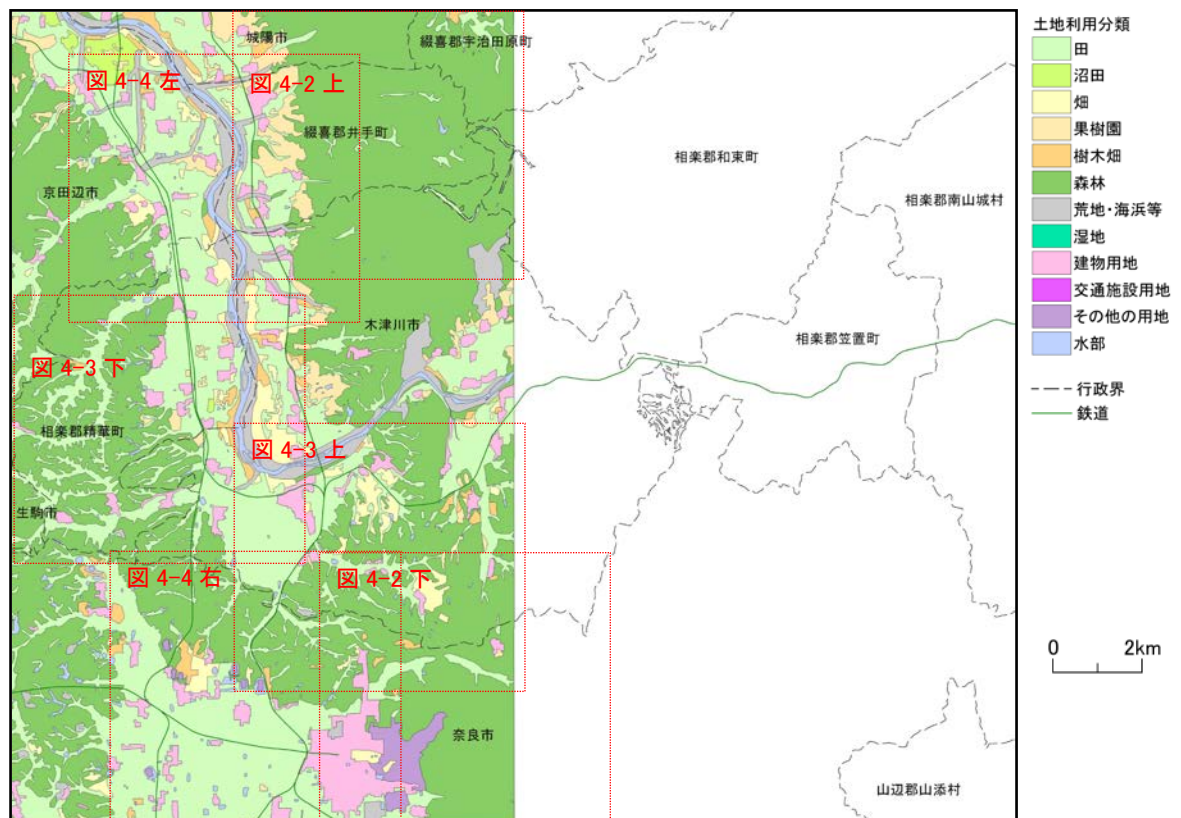 城陽市
綴喜郡宇治田原町
図 4-4 左
図 4-2 上
綴喜郡井手町
相楽郡和束町
京田辺市
相楽郡南山城村
木津川市
相楽郡笠置町
図 4-3 下
相楽郡精華町
図 4-3 上
生駒市
図 4-4 右
図 4-2 下
奈良市
山辺郡山添村
土地利用分類
田
沼田
畑
果樹園
樹木畑
森林
荒地・海浜等
湿地
建物用地
交通施設用地
その他の用地
水部
行政界
鉄道
0 2km